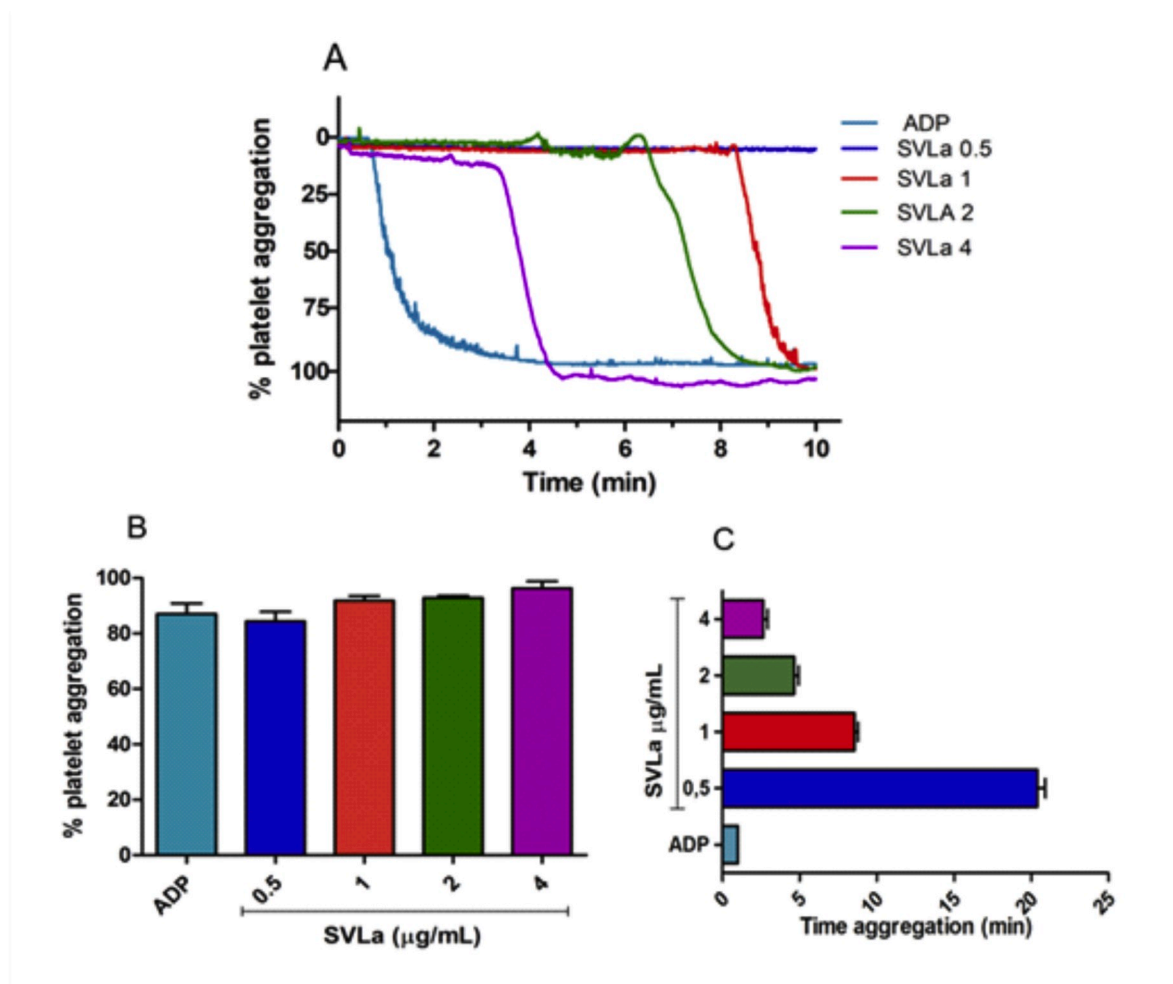 A
% platelet aggregation
0
25
50
75
100
0 2 4 6 8 10
Time (min)
ADP
SVLa 0.5
SVLa 1
SVLA 2
SVLa 4
B
% platelet aggregation
100
80
60
40
20
0
ADP 0.5 1 2 4
SVLa (µg/mL)
C
SVLa µg/mL
4
2
1
0,5
ADP
0 5 10 15 20 25
Time aggregation (min)